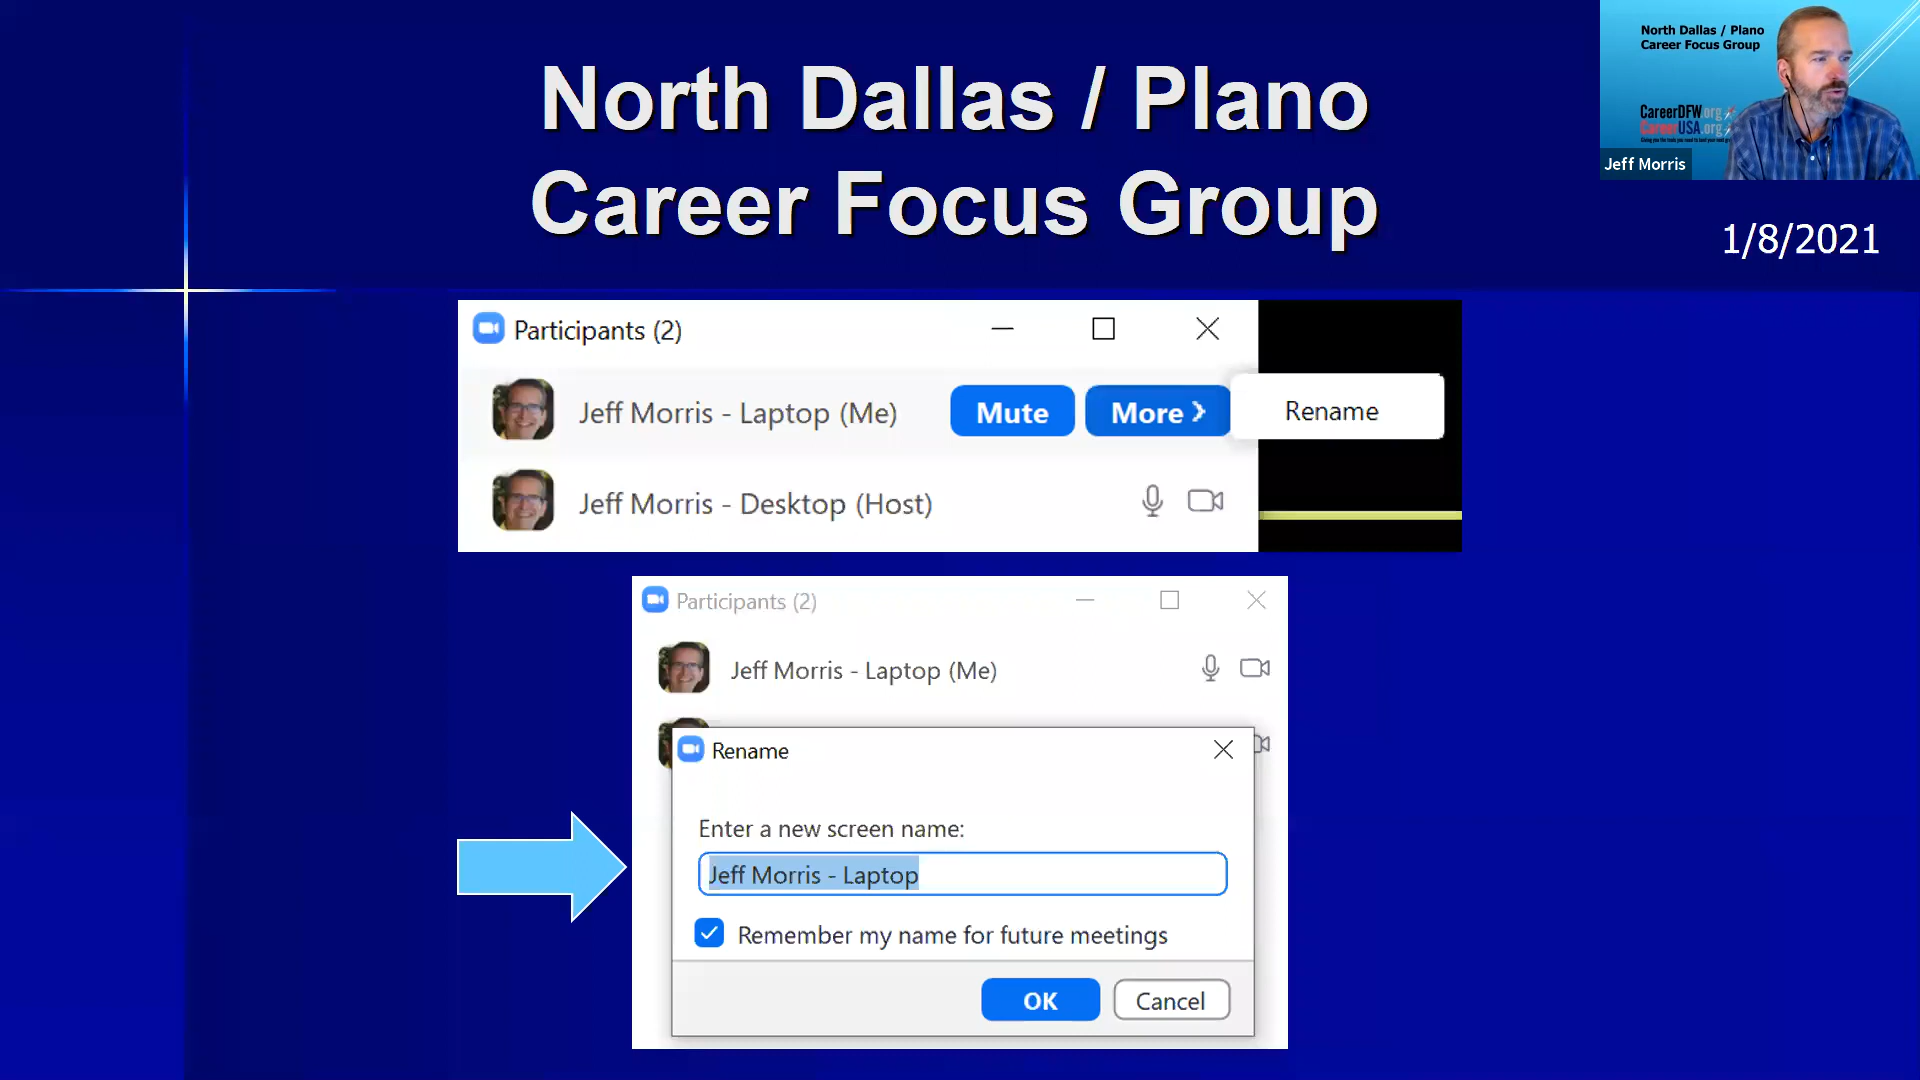 North Dallas / Plano
Career Focus Group
North Dallas / Plano
Career Focus Group
CareerDFW.org
CareerUSA.org
Jeff Morris
1/8/2021
Participants (2)
Jeff Morris - Laptop (Me)
Mute
More
Rename
Jeff Morris - Desktop (Host)
Participants (2)
Jeff Morris - Laptop (Me)
Rename
Enter a new screen name:
Jeff Morris - Laptop
Remember my name for future meetings
OK
Cancel